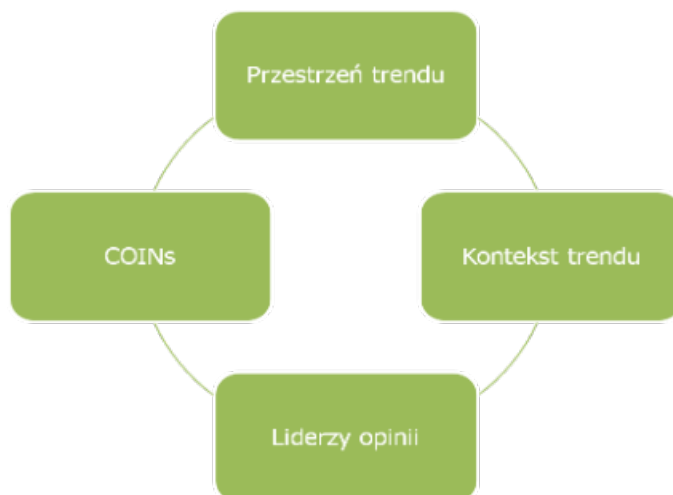 Przestrzeń trendu
COINs
Kontekst trendu
Liderzy opinii